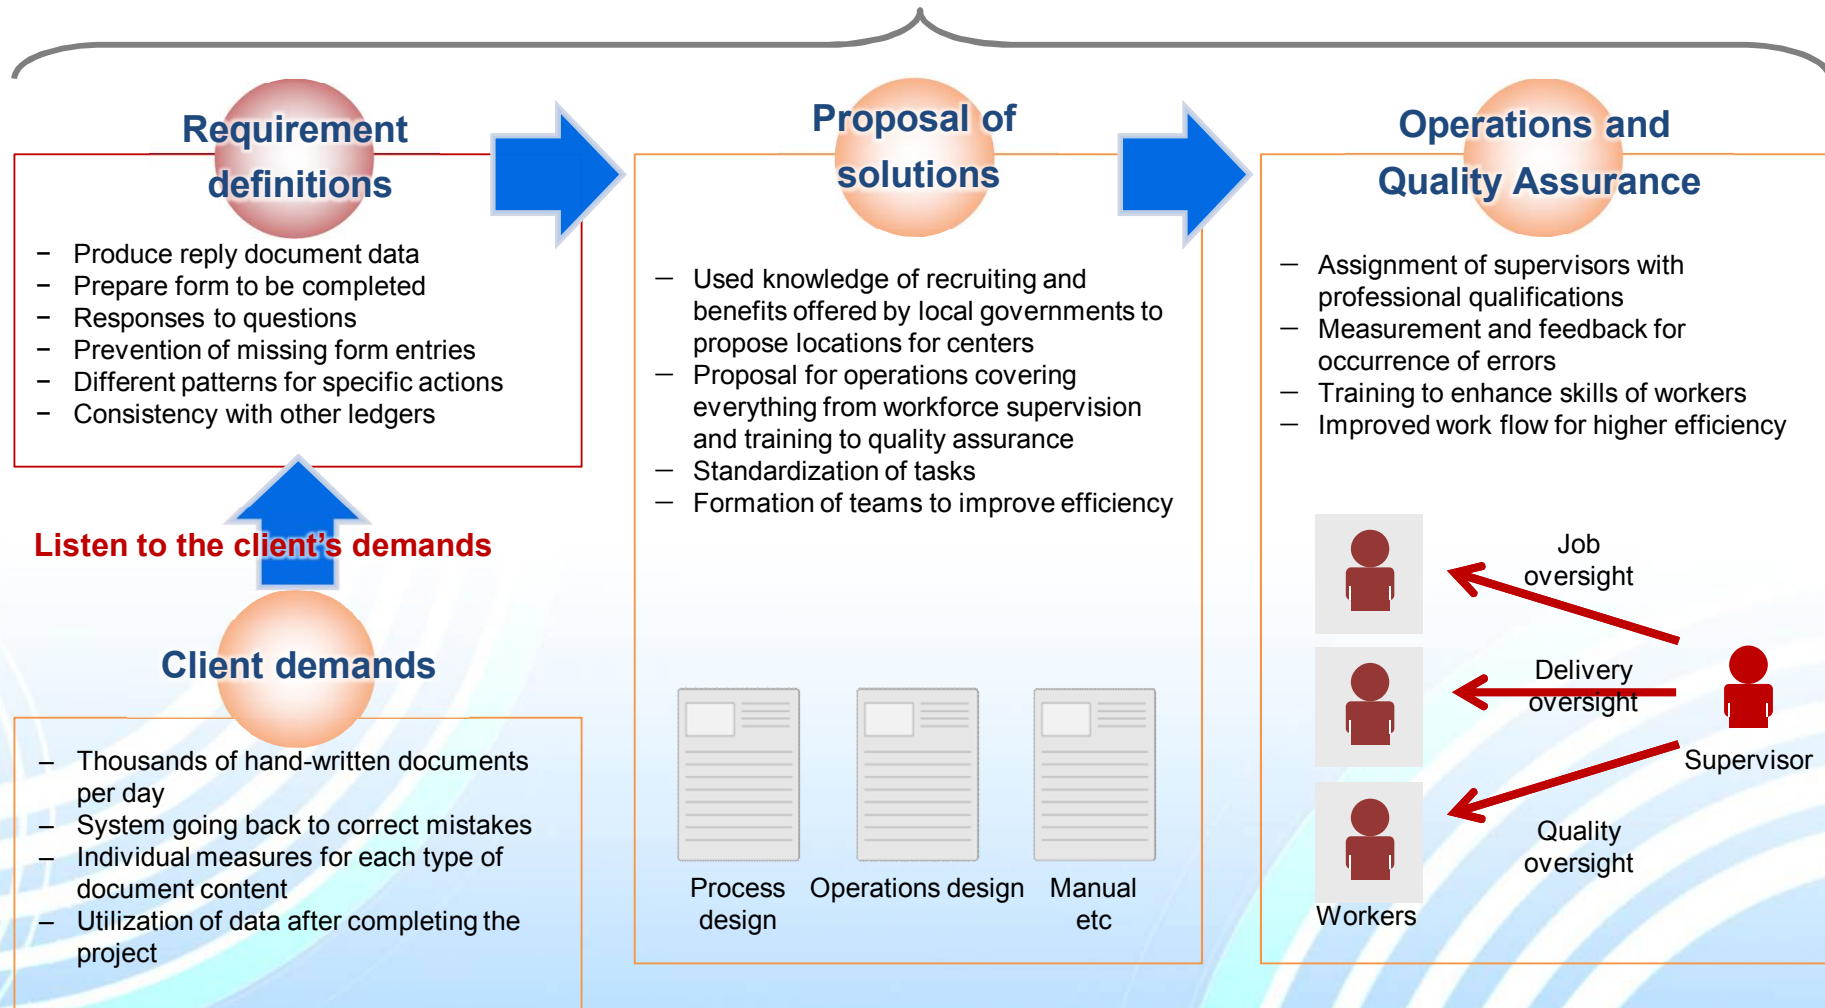 Requirement
definitions
− Produce reply document data
− Prepare form to be completed
− Responses to questions
− Prevention of missing form entries
− Different patterns for specific actions
− Consistency with other ledgers
Listen to the client’s demands
Client demands
– Thousands of hand-written documents
per day
– System going back to correct mistakes
– Individual measures for each type of
document content
– Utilization of data after completing the
project
Proposal of
solutions
— Used knowledge of recruiting and
benefits offered by local governments to
propose locations for centers
— Proposal for operations covering
everything from workforce supervision
and training to quality assurance
— Standardization of tasks
— Formation of teams to improve efficiency
Process
design
Operations design
Manual
etc
Operations and
Quality Assurance
— Assignment of supervisors with
professional qualifications
— Measurement and feedback for
occurrence of errors
— Training to enhance skills of workers
— Improved work flow for higher efficiency
Job
oversight
Delivery
oversight
Supervisor
Quality
oversight
Workers